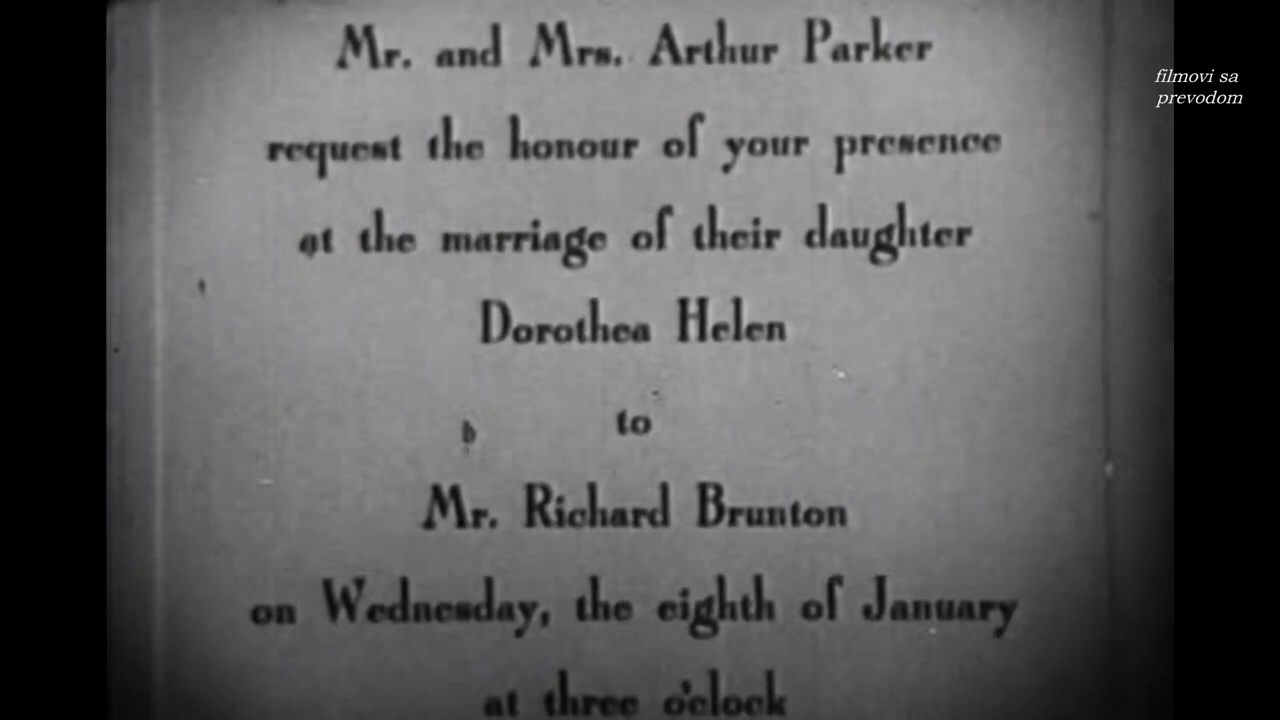 Mr. and Mrs. Arthur Parker
request the honour of your presence
at the marriage of their daughter
Dorothea Helen
to
Mr. Richard Brunton
on Wednesday, the eighth of January
at three o'clock
filmovi sa
prevodom